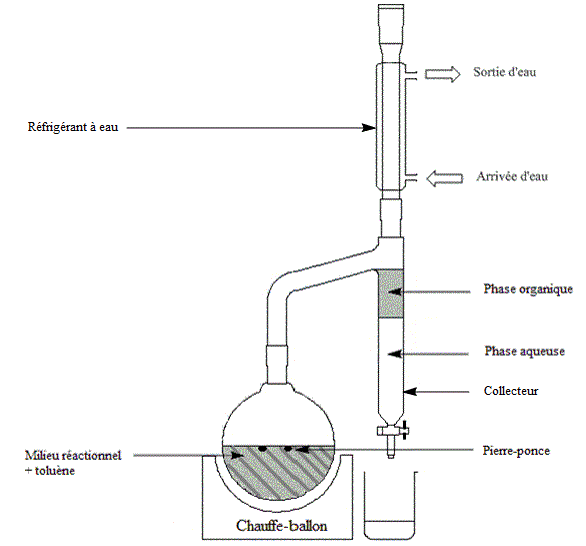 Sortie d'eau
Réfrigérant à eau
Arrivée d'eau
Phase organique
Phase aqueuse
Collecteur
Milieu réactionnel
+ toluène
Pierre-ponce
Chauffe-ballon